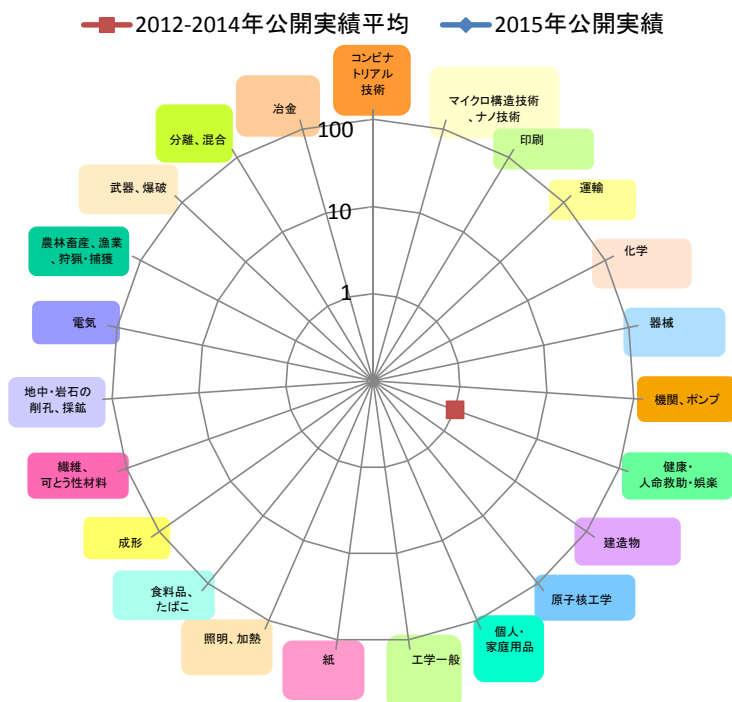 2012-2014年公開実績平均
2015年公開実績
コンビナ
トリアル
技術
マイクロ構造技術
、ナノ技術
印刷
運輸
化学
器械
機関、ポンプ
健康・
人命救助・娯楽
建造物
原子核工学
個人・
家庭用品
工学一般
紙
照明、加熱
食料品、
たばこ
成形
繊維、
可とう性材料
地中・岩石の
削孔、採鉱
電気
農林畜産、漁業
、狩猟・捕獲
武器、爆破
分離、混合
冶金
100
10
1